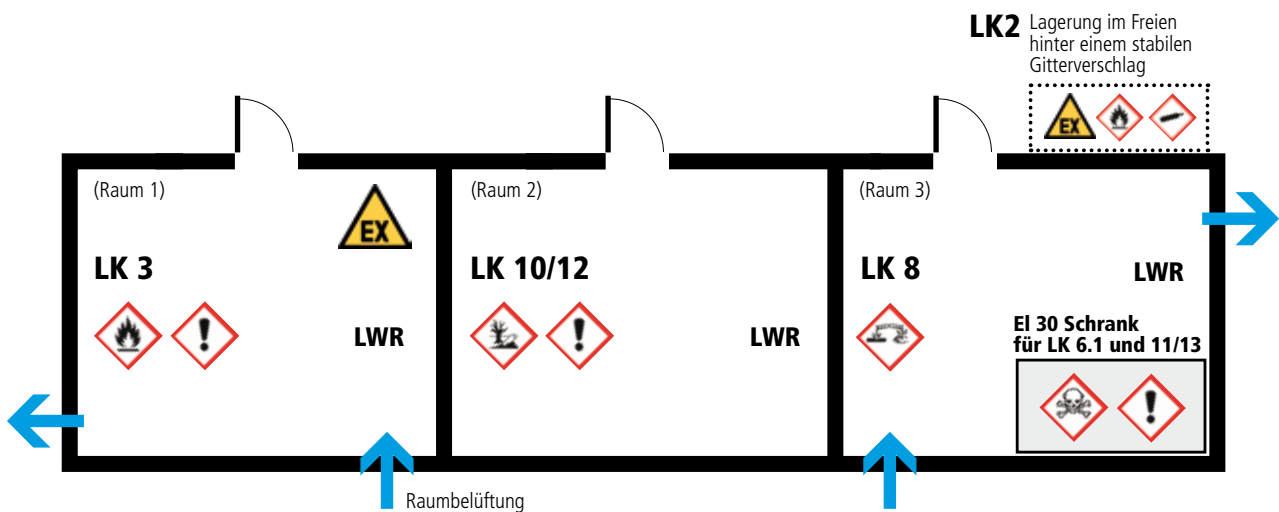 LK2 Lagerung im Freien
hinter einem stabilen
Gitterverschlag
EX
(Raum 1)
EX
LK 3
LWR
(Raum 2)
LK 10/12
LWR
(Raum 3)
LK 8
LWR
EI 30 Schrank
für LK 6.1 und 11/13
Raumbelüftung